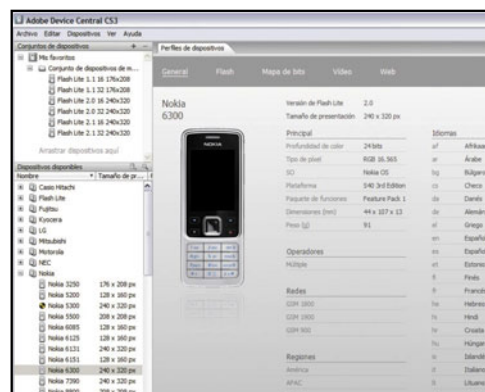 Adobe Device Central CS3
Archivo Editar Dispositivos Ver Ayuda
Conjuntos de dispositivos
Mis favoritos
Conjunto de dispositivos de m...
Flash Lite 1.1 16 176x208
Flash Lite 1.1 32 176x208
Flash Lite 2.0 16 240x320
Flash Lite 2.0 32 240x320
Flash Lite 2.1 16 240x320
Flash Lite 2.1 32 240x320
Arrastrar dispositivos aquí
Dispositivos disponibles
Nombre Tamaño de pr...
Casio Hitachi
Flash Lite
Fujitsu
Kyocera
LG
Mitsubishi
Motorola
NEC
Nokia
Nokia 3250 176 x 208 px
Nokia 5200 128 x 160 px
Nokia 5300 240 x 320 px
Nokia 5500 208 x 208 px
Nokia 6085 128 x 160 px
Nokia 6125 128 x 160 px
Nokia 6131 240 x 320 px
Nokia 6151 128 x 160 px
Nokia 6300 240 x 320 px
Nokia 7390 240 x 320 px
Perfiles de dispositivos
General Flash Mapa de bits Vídeo Web
Nokia
6300
NOKIA
Versión de Flash Lite 2.0
Tamaño de presentación 240 x 320 px
Principal
Profundidad de color 24 bits
Tipo de píxel RGB 16.565
SO Nokia OS
Plataforma S40 3rd Edition
Paquete de funciones Feature Pack 1
Dimensiones (mm) 44 x 107 x 13
Peso (g) 91
Operadores
Múltiple
Redes
GSM 1800
GSM 1900
GSM 900
Regiones
América
APAC
Idiomas
af Afrikaa
ar Árabe
bg Búlgaro
cs Checo
da Danés
de Alemán
el Griego
en Español
es Español
et Estonio
fi Finés
fr Francés
he Hebreo
hi Hindi
hr Croata
hu Húngar
is Islandé
it Italiano
lt Lituano